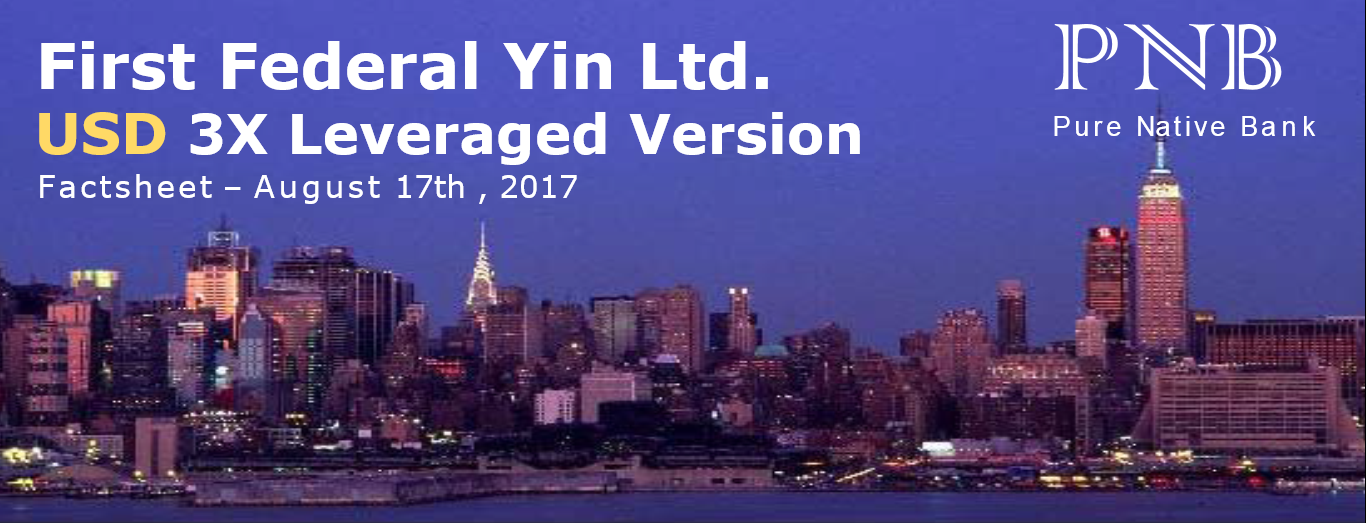 First Federal Yin Ltd.
USD 3X Leveraged Version
Factsheet – August 17th , 2017
PNB
Pure Native Bank